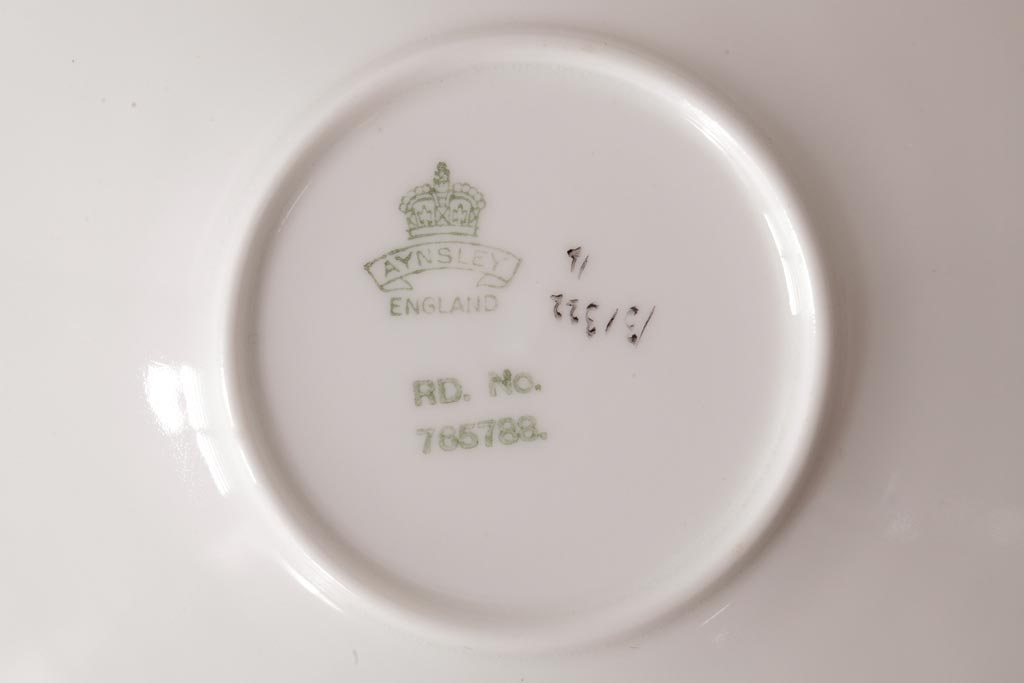 AYNSLEY
ENGLAND
RD. No.
765788.